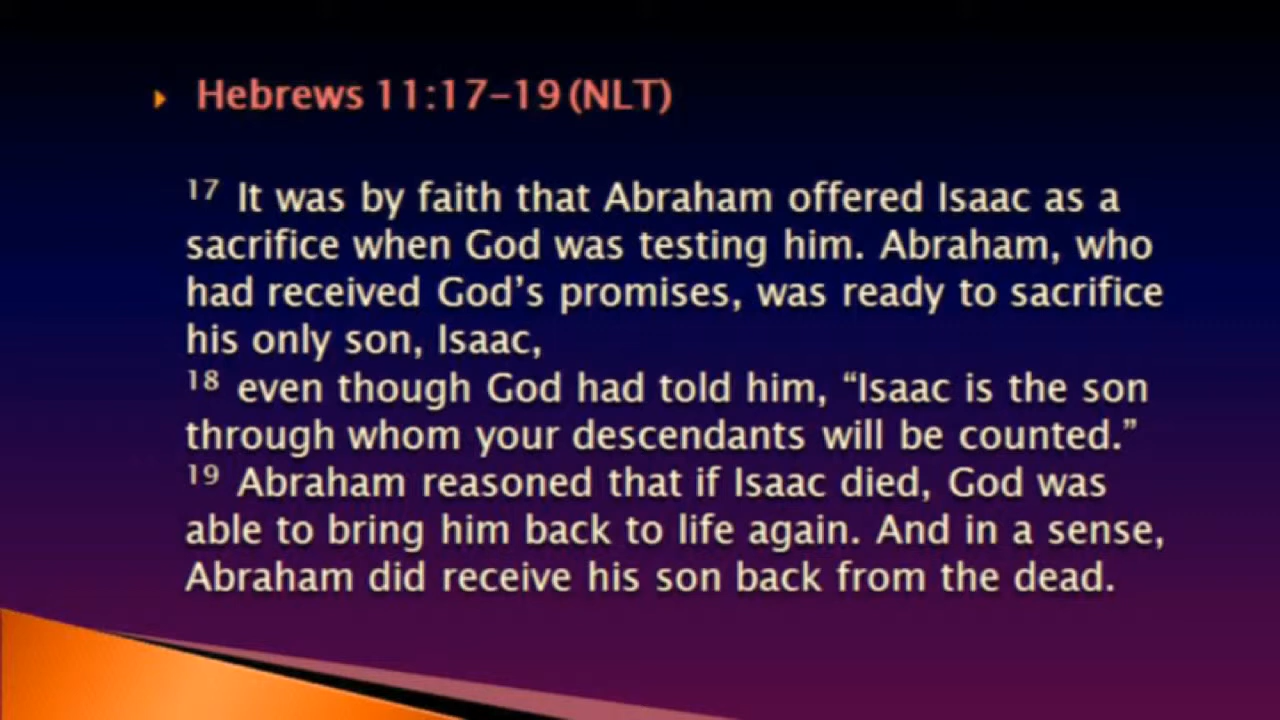 Hebrews 11:17-19 (NLT)
17 It was by faith that Abraham offered Isaac as a
sacrifice when God was testing him. Abraham, who
had received God’s promises, was ready to sacrifice
his only son, Isaac,
18 even though God had told him, “Isaac is the son
through whom your descendants will be counted.”
19 Abraham reasoned that if Isaac died, God was
able to bring him back to life again. And in a sense,
Abraham did receive his son back from the dead.